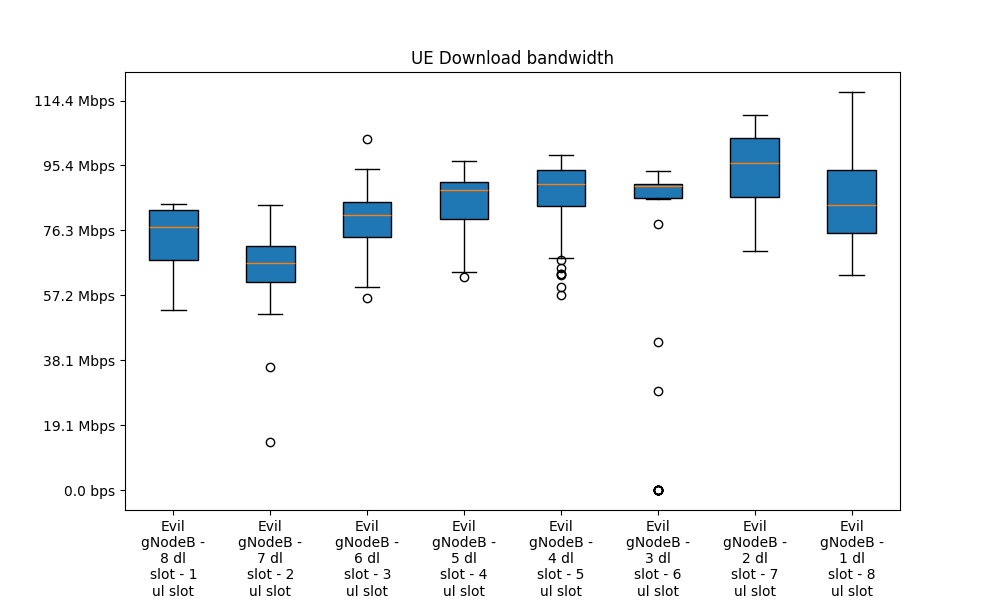 UE Download bandwidth
114.4 Mbps
95.4 Mbps
76.3 Mbps
57.2 Mbps
38.1 Mbps
19.1 Mbps
0.0 bps
Evil
gNodeB -
8 dl
slot - 1
ul slot
Evil
gNodeB -
7 dl
slot - 2
ul slot
Evil
gNodeB -
6 dl
slot - 3
ul slot
Evil
gNodeB -
5 dl
slot - 4
ul slot
Evil
gNodeB -
4 dl
slot - 5
ul slot
Evil
gNodeB -
3 dl
slot - 6
ul slot
Evil
gNodeB -
2 dl
slot - 7
ul slot
Evil
gNodeB -
1 dl
slot - 8
ul slot